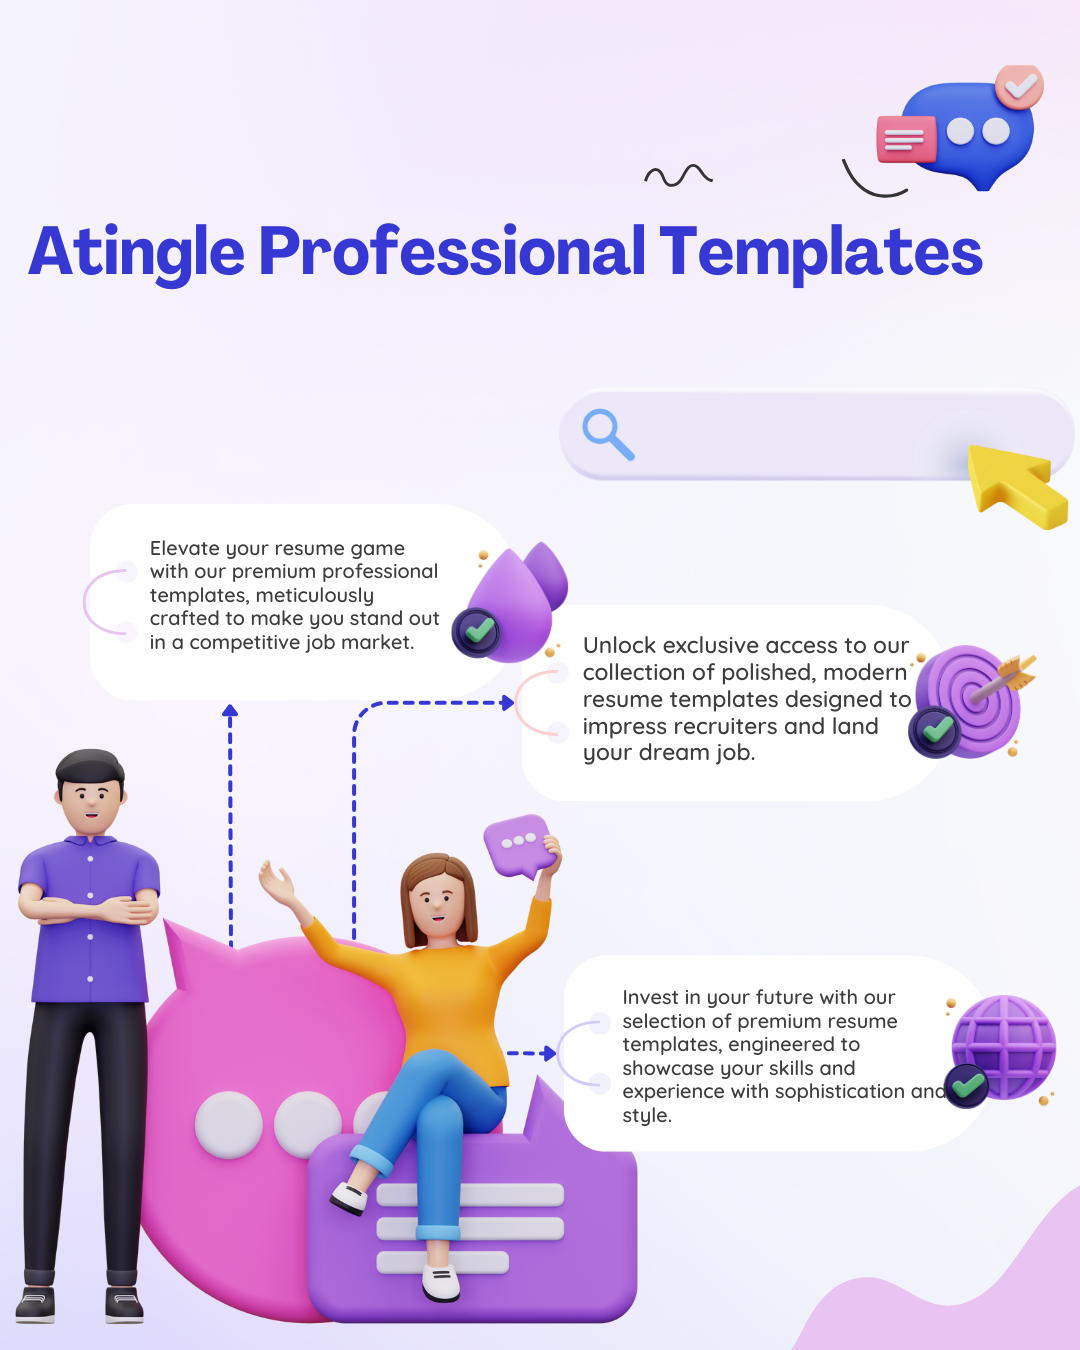 Atingle Professional Templates
Elevate your resume game
with our premium professional
templates, meticulously
crafted to make you stand out
in a competitive job market.
Unlock exclusive access to our
collection of polished, modern
resume templates designed to
impress recruiters and land
your dream job.
Invest in your future with our
selection of premium resume
templates, engineered to
showcase your skills and
experience with sophistication and
style.